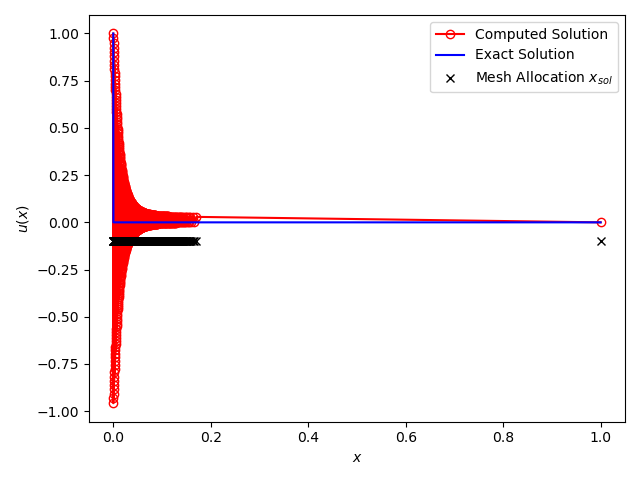 Computed Solution
Exact Solution
Mesh Allocation x_sol
1.00
0.75
0.50
0.25
0.00
−0.25
−0.50
−0.75
−1.00
u(x)
0.0 0.2 0.4 0.6 0.8 1.0
x